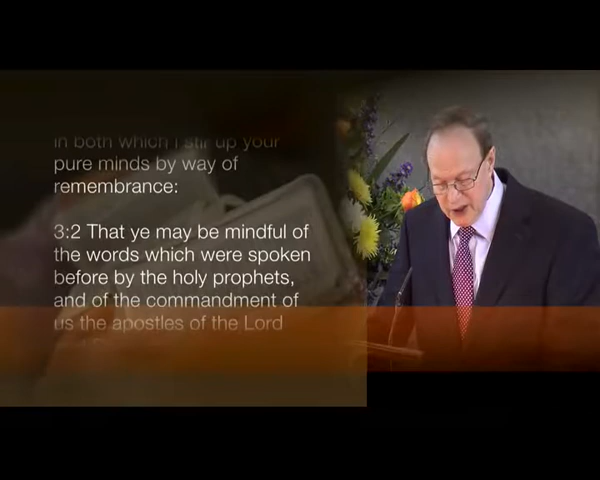 in both which I stir up your
pure minds by way of
remembrance:
3:2 That ye may be mindful of
the words which were spoken
before by the holy prophets,
and of the commandment of
us the apostles of the Lord